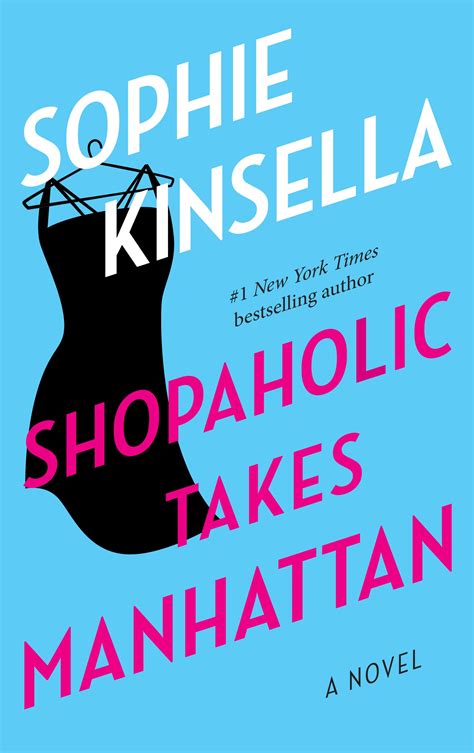 SOPHIE
KINSELLA
#1 New York Times
bestselling author
SHOPAHOLIC
TAKES
MANHATTAN
A NOVEL